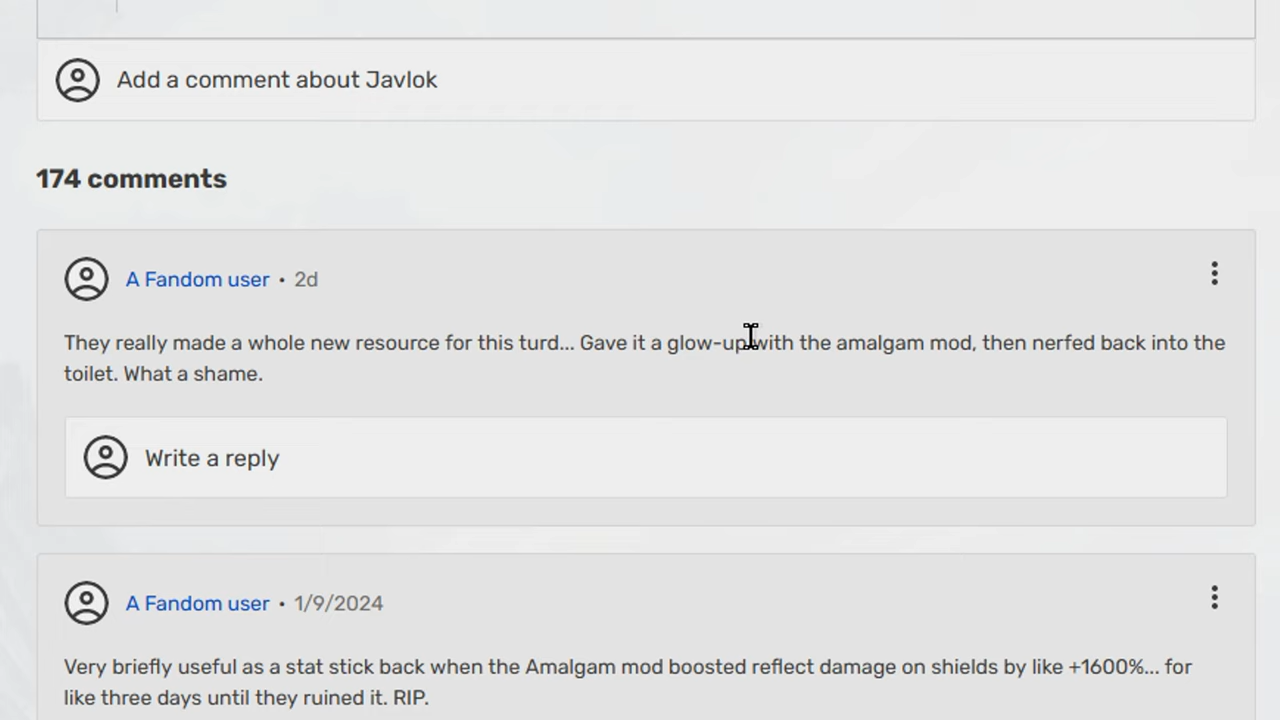 Add a comment about Javlok
174 comments
A Fandom user • 2d
They really made a whole new resource for this turd... Gave it a glow-up with the amalgam mod, then nerfed back into the
toilet. What a shame.
Write a reply
A Fandom user • 1/9/2024
Very briefly useful as a stat stick back when the Amalgam mod boosted reflect damage on shields by like +1600%... for
like three days until they ruined it. RIP.